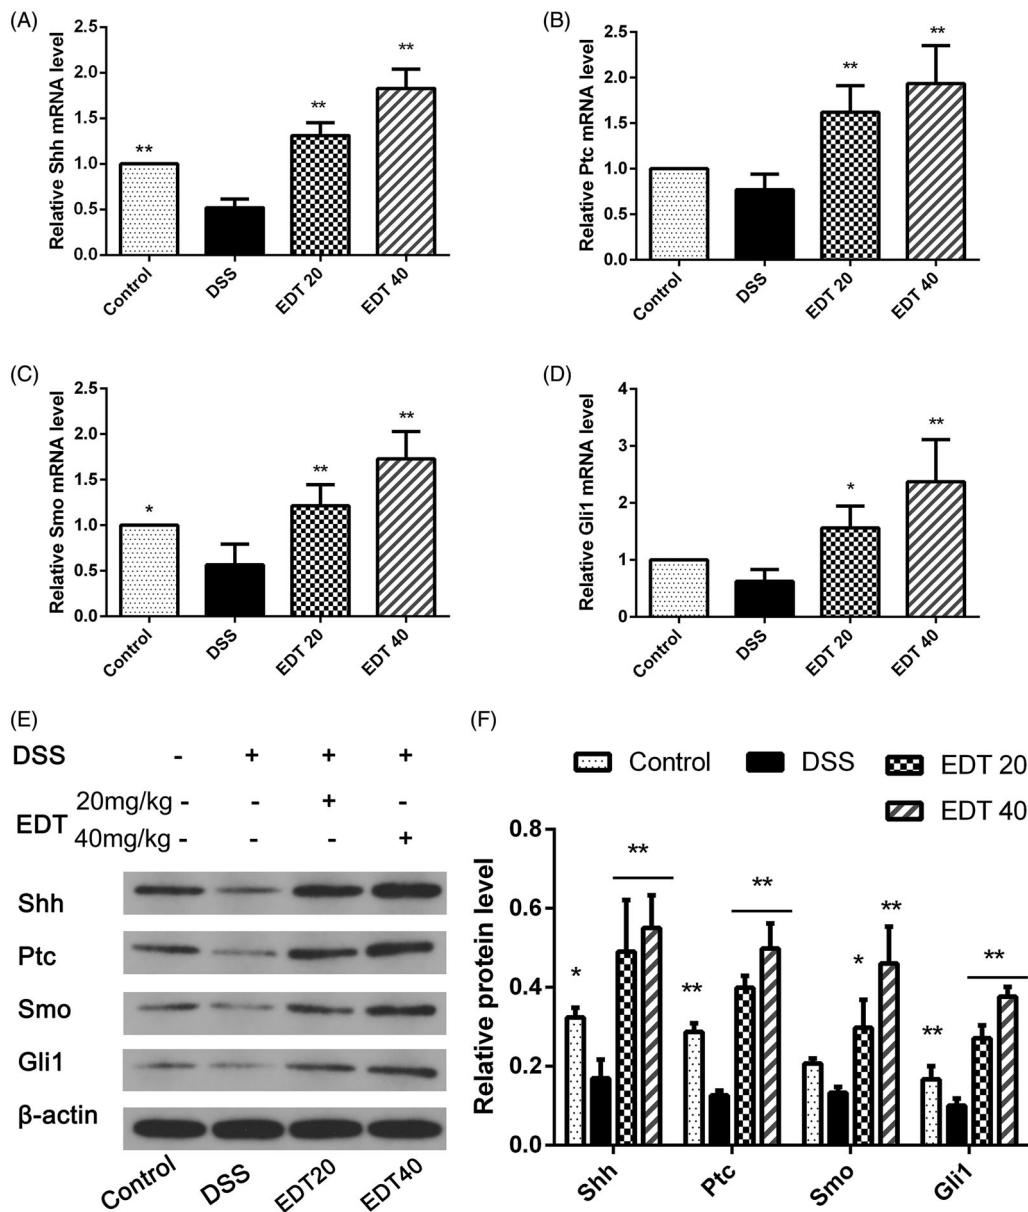 (A)
Relative Shh mRNA level
2.5
2.0
1.5
1.0
0.5
0.0
**
**
**
Control
DSS
EDT 20
EDT 40
(B)
Relative Ptc mRNA level
2.5
2.0
1.5
1.0
0.5
0.0
**
**
Control
DSS
EDT 20
EDT 40
(C)
Relative Smo mRNA level
2.5
2.0
1.5
1.0
0.5
0.0
*
**
**
Control
DSS
EDT 20
EDT 40
(D)
Relative Gli1 mRNA level
4
3
2
1
0
*
**
Control
DSS
EDT 20
EDT 40
(E)
DSS - + + +
20mg/kg - - + -
EDT
40mg/kg - - - +
Shh
Ptc
Smo
Gli1
β-actin
Control
DSS
EDT20
EDT40
(F)
Control
DSS
EDT 20
EDT 40
Relative protein level
0.8
0.6
0.4
0.2
0.0
*
**
**
**
*
**
**
**
Shh
Ptc
Smo
Gli1